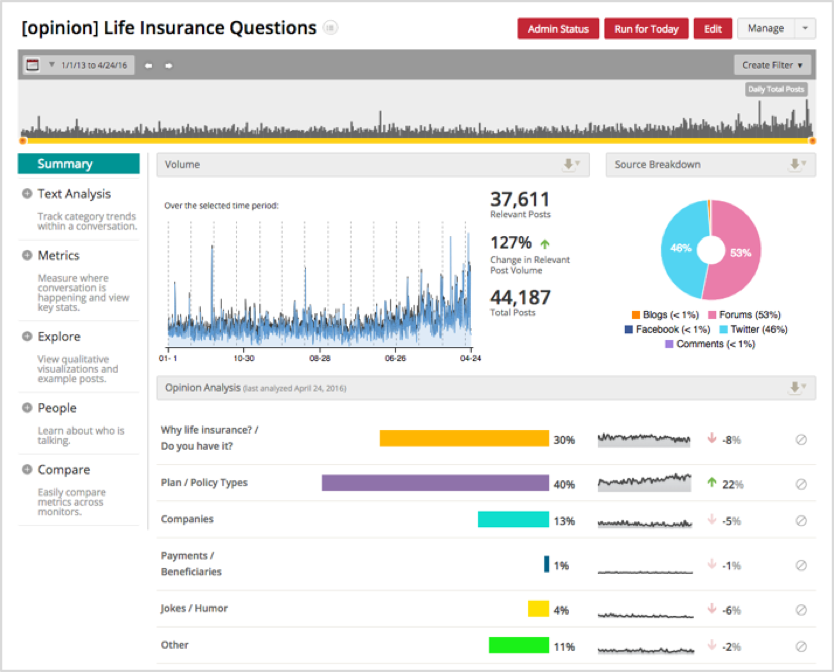 [opinion] Life Insurance Questions
Admin Status
Run for Today
Edit
Manage
1/1/13 to 4/24/16
Create Filter
Daily Total Posts
Summary
Text Analysis
Track category trends
within a conversation.
Metrics
Measure where
conversation is
happening and view
key stats.
Explore
View qualitative
visualizations and
example posts.
People
Learn about who is
talking.
Compare
Easily compare
metrics across
monitors.
Volume
Over the selected time period:
01- 1
10-30
08-28
06-26
04-24
37,611
Relevant Posts
127%
Change in Relevant
Post Volume
44,187
Total Posts
Source Breakdown
46%
53%
Blogs (< 1%) Forums (53%)
Facebook (< 1%) Twitter (46%)
Comments (< 1%)
Opinion Analysis (last analyzed April 24, 2016)
Why life insurance? /
Do you have it?
30%
-8%
Plan / Policy Types
40%
22%
Companies
13%
-5%
Payments /
Beneficiaries
1%
-1%
Jokes / Humor
4%
-6%
Other
11%
-2%